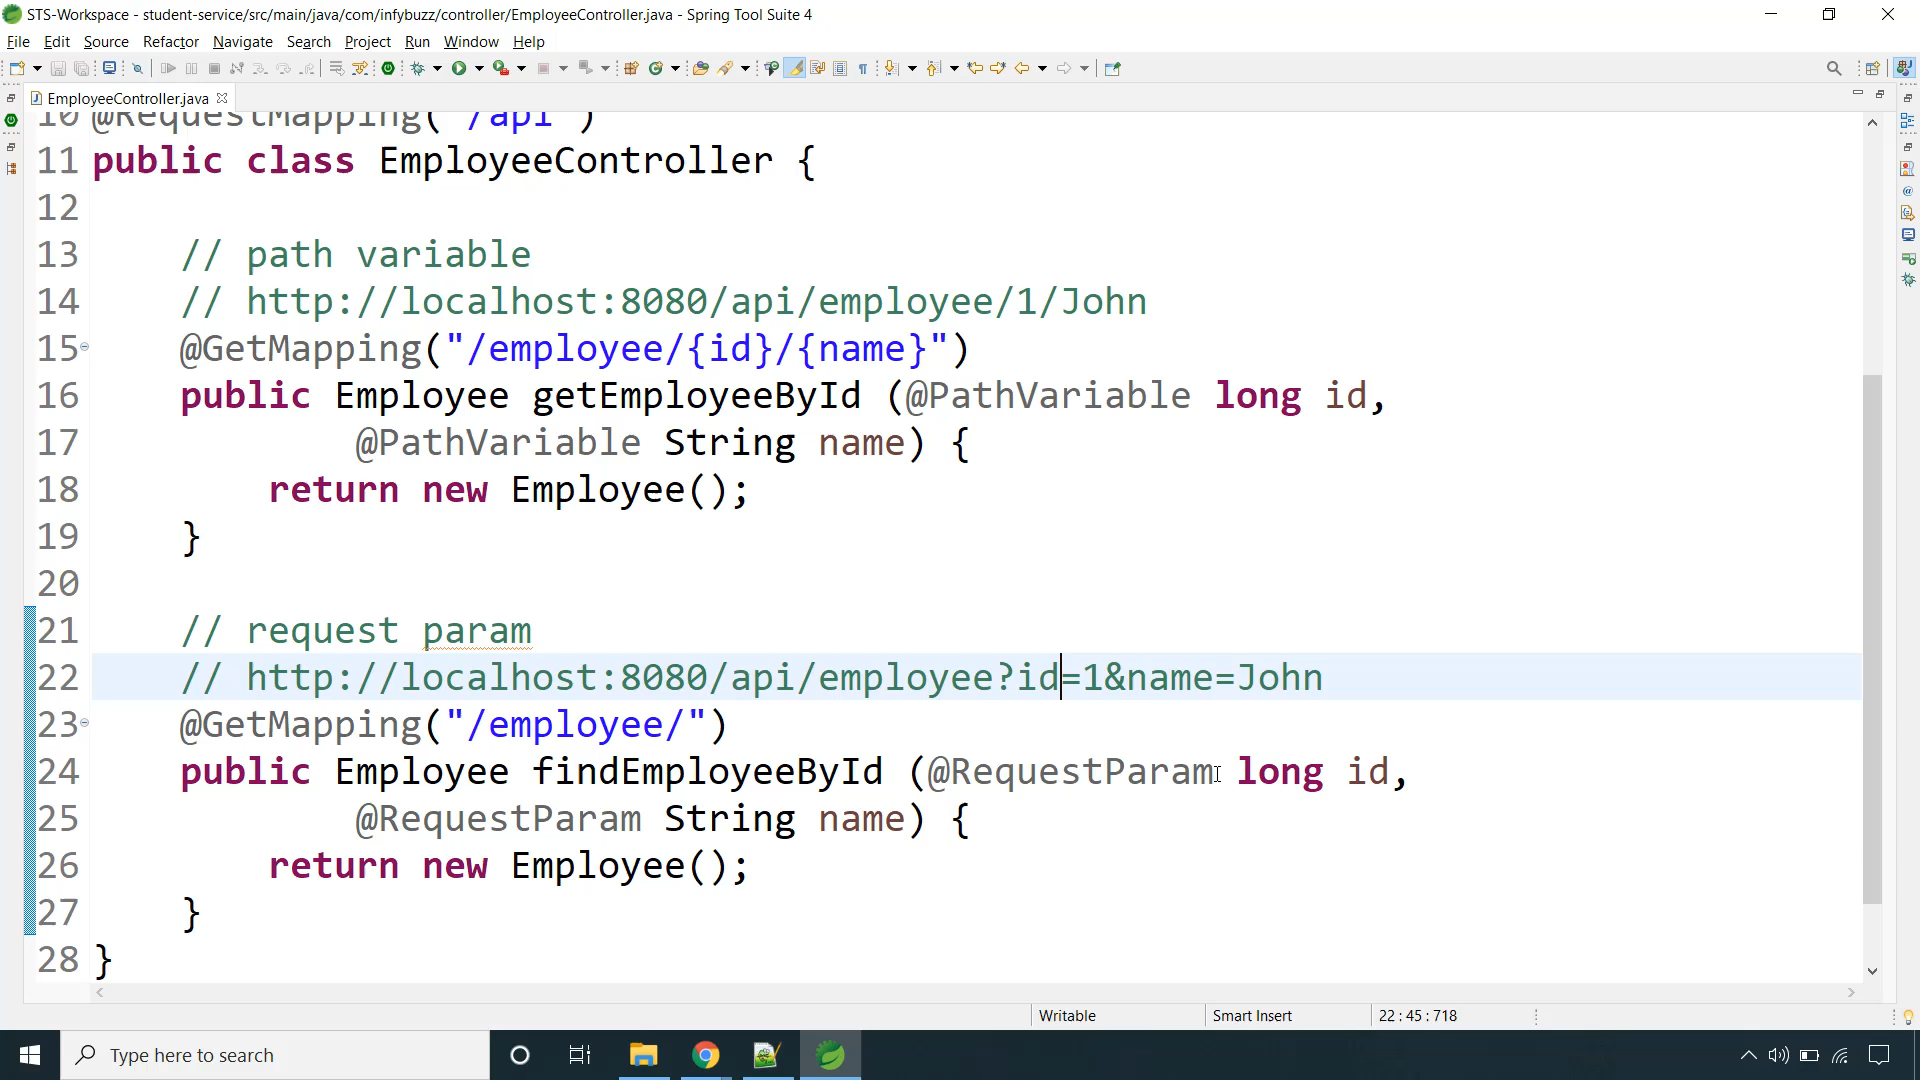 STS-Workspace - student-service/src/main/java/com/infybuzz/controller/EmployeeController.java - Spring Tool Suite 4
File Edit Source Refactor Navigate Search Project Run Window Help
EmployeeController.java
10 @RequestMapping("/api")
11 public class EmployeeController {
12
13 // path variable
14 // http://localhost:8080/api/employee/1/John
15 @GetMapping("/employee/{id}/{name}")
16 public Employee getEmployeeById (@PathVariable long id,
17 @PathVariable String name) {
18 return new Employee();
19 }
20
21 // request param
22 // http://localhost:8080/api/employee?id=1&name=John
23 @GetMapping("/employee/")
24 public Employee findEmployeeById (@RequestParam long id,
25 @RequestParam String name) {
26 return new Employee();
27 }
28 }
Writable Smart Insert 22 : 45 : 718
Type here to search